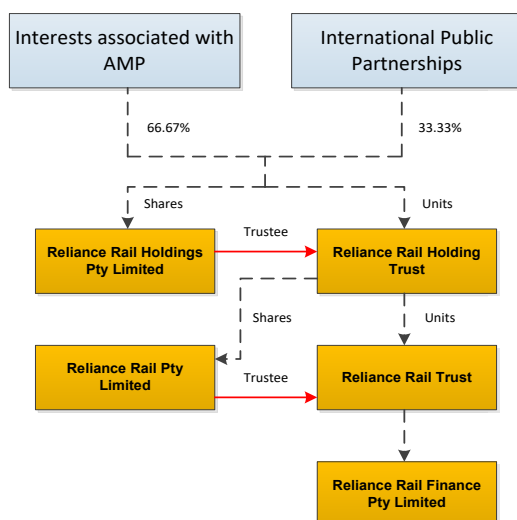 Interests associated with
AMP
International Public
Partnerships
66.67%
33.33%
Shares
Units
Reliance Rail Holdings
Pty Limited
Trustee
Reliance Rail Holding
Trust
Shares
Units
Reliance Rail Pty
Limited
Trustee
Reliance Rail Trust
Reliance Rail Finance
Pty Limited